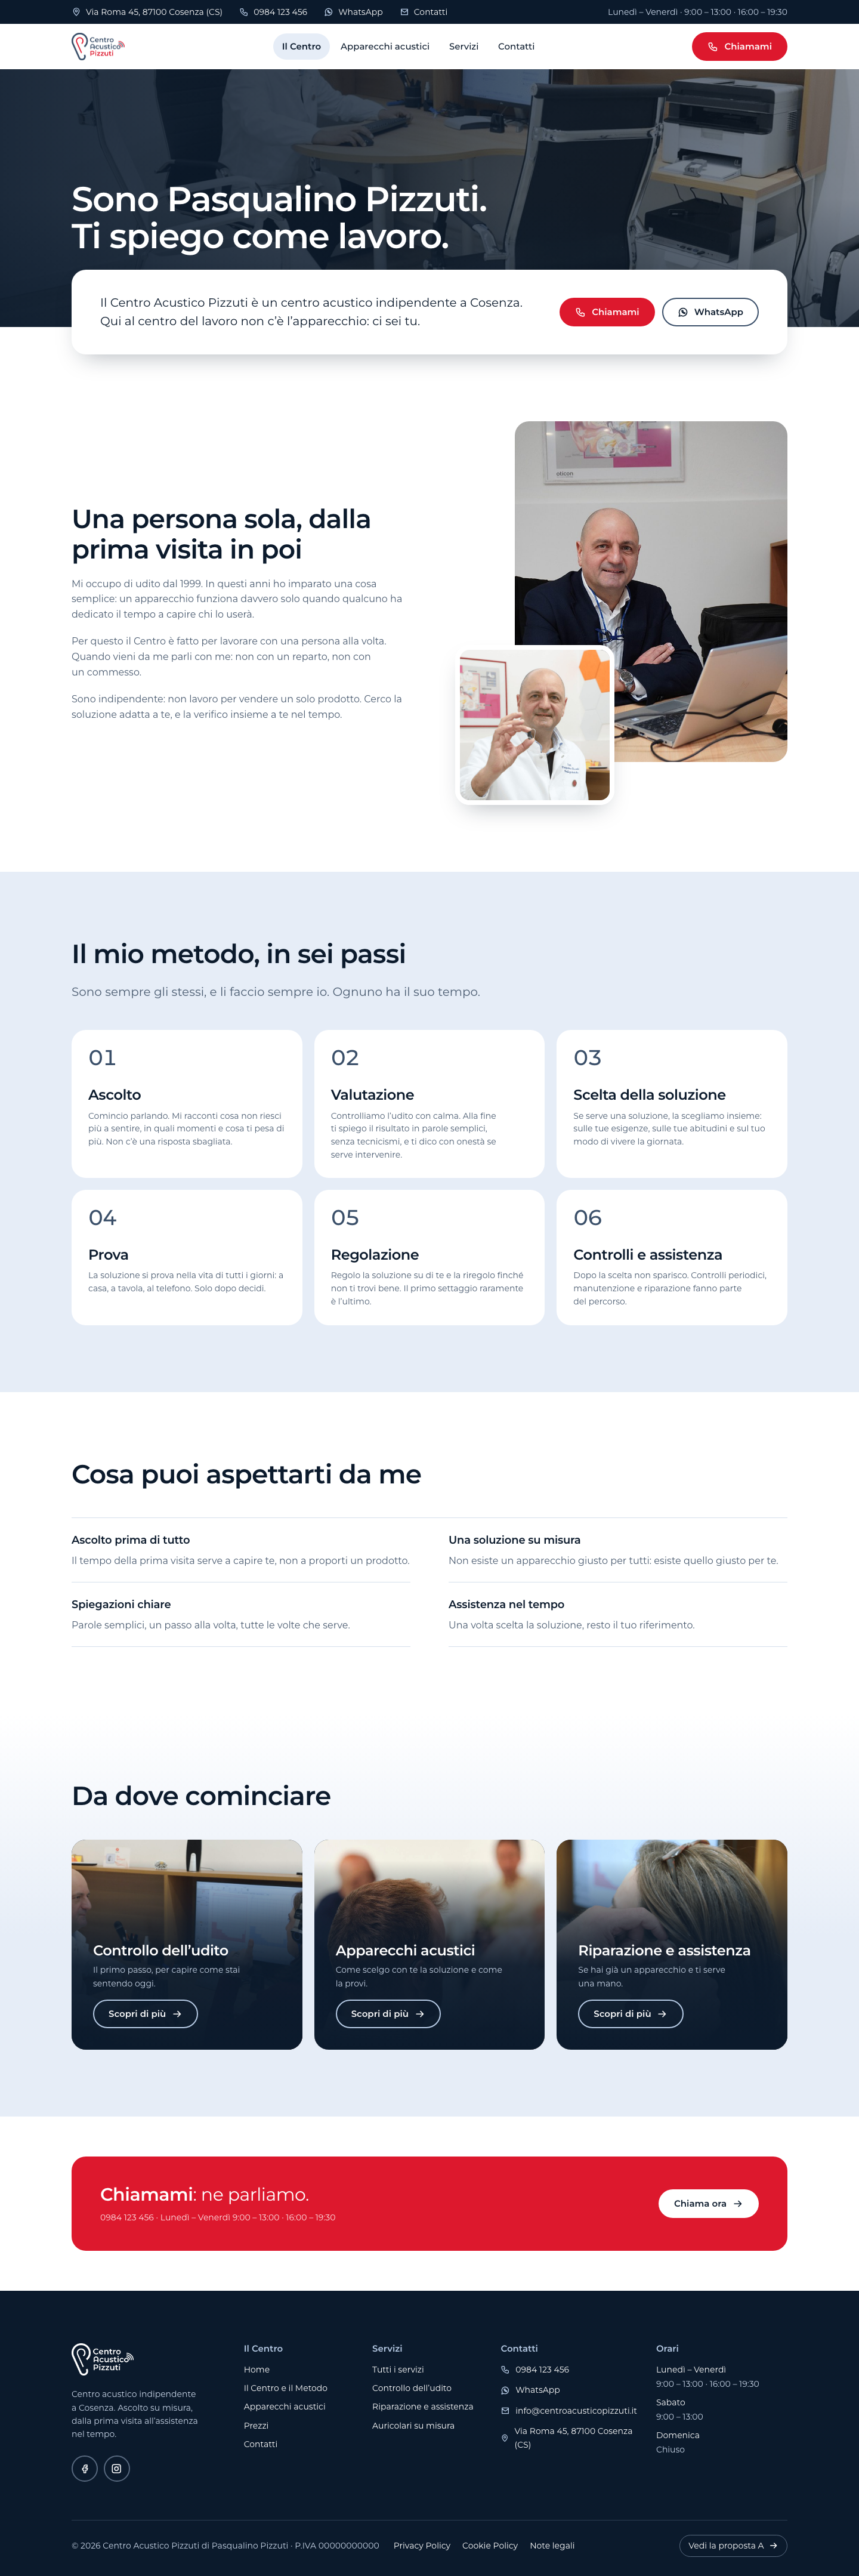 Via Roma 45, 87100 Cosenza (CS) 0984 123 456 WhatsApp Contatti Lunedì – Venerdì · 9:00 – 13:00 · 16:00 – 19:30
Centro
Acustico
Pizzuti
Il Centro Apparecchi acustici Servizi Contatti Chiamami
Sono Pasqualino Pizzuti.
Ti spiego come lavoro.
Il Centro Acustico Pizzuti è un centro acustico indipendente a Cosenza.
Qui al centro del lavoro non c’è l’apparecchio: ci sei tu.
Chiamami WhatsApp
oticon
Una persona sola, dalla
prima visita in poi
Mi occupo di udito dal 1999. In questi anni ho imparato una cosa
semplice: un apparecchio funziona davvero solo quando qualcuno ha
dedicato il tempo a capire chi lo userà.
Per questo il Centro è fatto per lavorare con una persona alla volta.
Quando vieni da me parli con me: non con un reparto, non con
un commesso.
Sono indipendente: non lavoro per vendere un solo prodotto. Cerco la
soluzione adatta a te, e la verifico insieme a te nel tempo.
Il mio metodo, in sei passi
Sono sempre gli stessi, e li faccio sempre io. Ognuno ha il suo tempo.
01
Ascolto
Comincio parlando. Mi racconti cosa non riesci
più a sentire, in quali momenti e cosa ti pesa di
più. Non c’è una risposta sbagliata.
02
Valutazione
Controlliamo l’udito con calma. Alla fine
ti spiego il risultato in parole semplici,
senza tecnicismi, e ti dico con onestà se
serve intervenire.
03
Scelta della soluzione
Se serve una soluzione, la scegliamo insieme:
sulle tue esigenze, sulle tue abitudini e sul tuo
modo di vivere la giornata.
04
Prova
La soluzione si prova nella vita di tutti i giorni: a
casa, a tavola, al telefono. Solo dopo decidi.
05
Regolazione
Regolo la soluzione su di te e la riregolo finché
non ti trovi bene. Il primo settaggio raramente
è l’ultimo.
06
Controlli e assistenza
Dopo la scelta non sparisco. Controlli periodici,
manutenzione e riparazione fanno parte
del percorso.
Cosa puoi aspettarti da me
Ascolto prima di tutto
Il tempo della prima visita serve a capire te, non a proporti un prodotto.
Una soluzione su misura
Non esiste un apparecchio giusto per tutti: esiste quello giusto per te.
Spiegazioni chiare
Parole semplici, un passo alla volta, tutte le volte che serve.
Assistenza nel tempo
Una volta scelta la soluzione, resto il tuo riferimento.
Da dove cominciare
Controllo dell’udito
Il primo passo, per capire come stai
sentendo oggi.
Scopri di più
Apparecchi acustici
Come scelgo con te la soluzione e come
la provi.
Scopri di più
Riparazione e assistenza
Se hai già un apparecchio e ti serve
una mano.
Scopri di più
Chiamami: ne parliamo.
0984 123 456 · Lunedì – Venerdì 9:00 – 13:00 · 16:00 – 19:30
Chiama ora
Centro
Acustico
Pizzuti
Centro acustico indipendente
a Cosenza. Ascolto su misura,
dalla prima visita all’assistenza
nel tempo.
Il Centro
Home
Il Centro e il Metodo
Apparecchi acustici
Prezzi
Contatti
Servizi
Tutti i servizi
Controllo dell’udito
Riparazione e assistenza
Auricolari su misura
Contatti
0984 123 456
WhatsApp
info@centroacusticopizzuti.it
Via Roma 45, 87100 Cosenza
(CS)
Orari
Lunedì – Venerdì
9:00 – 13:00 · 16:00 – 19:30
Sabato
9:00 – 13:00
Domenica
Chiuso
© 2026 Centro Acustico Pizzuti di Pasqualino Pizzuti · P.IVA 00000000000 Privacy Policy Cookie Policy Note legali Vedi la proposta A